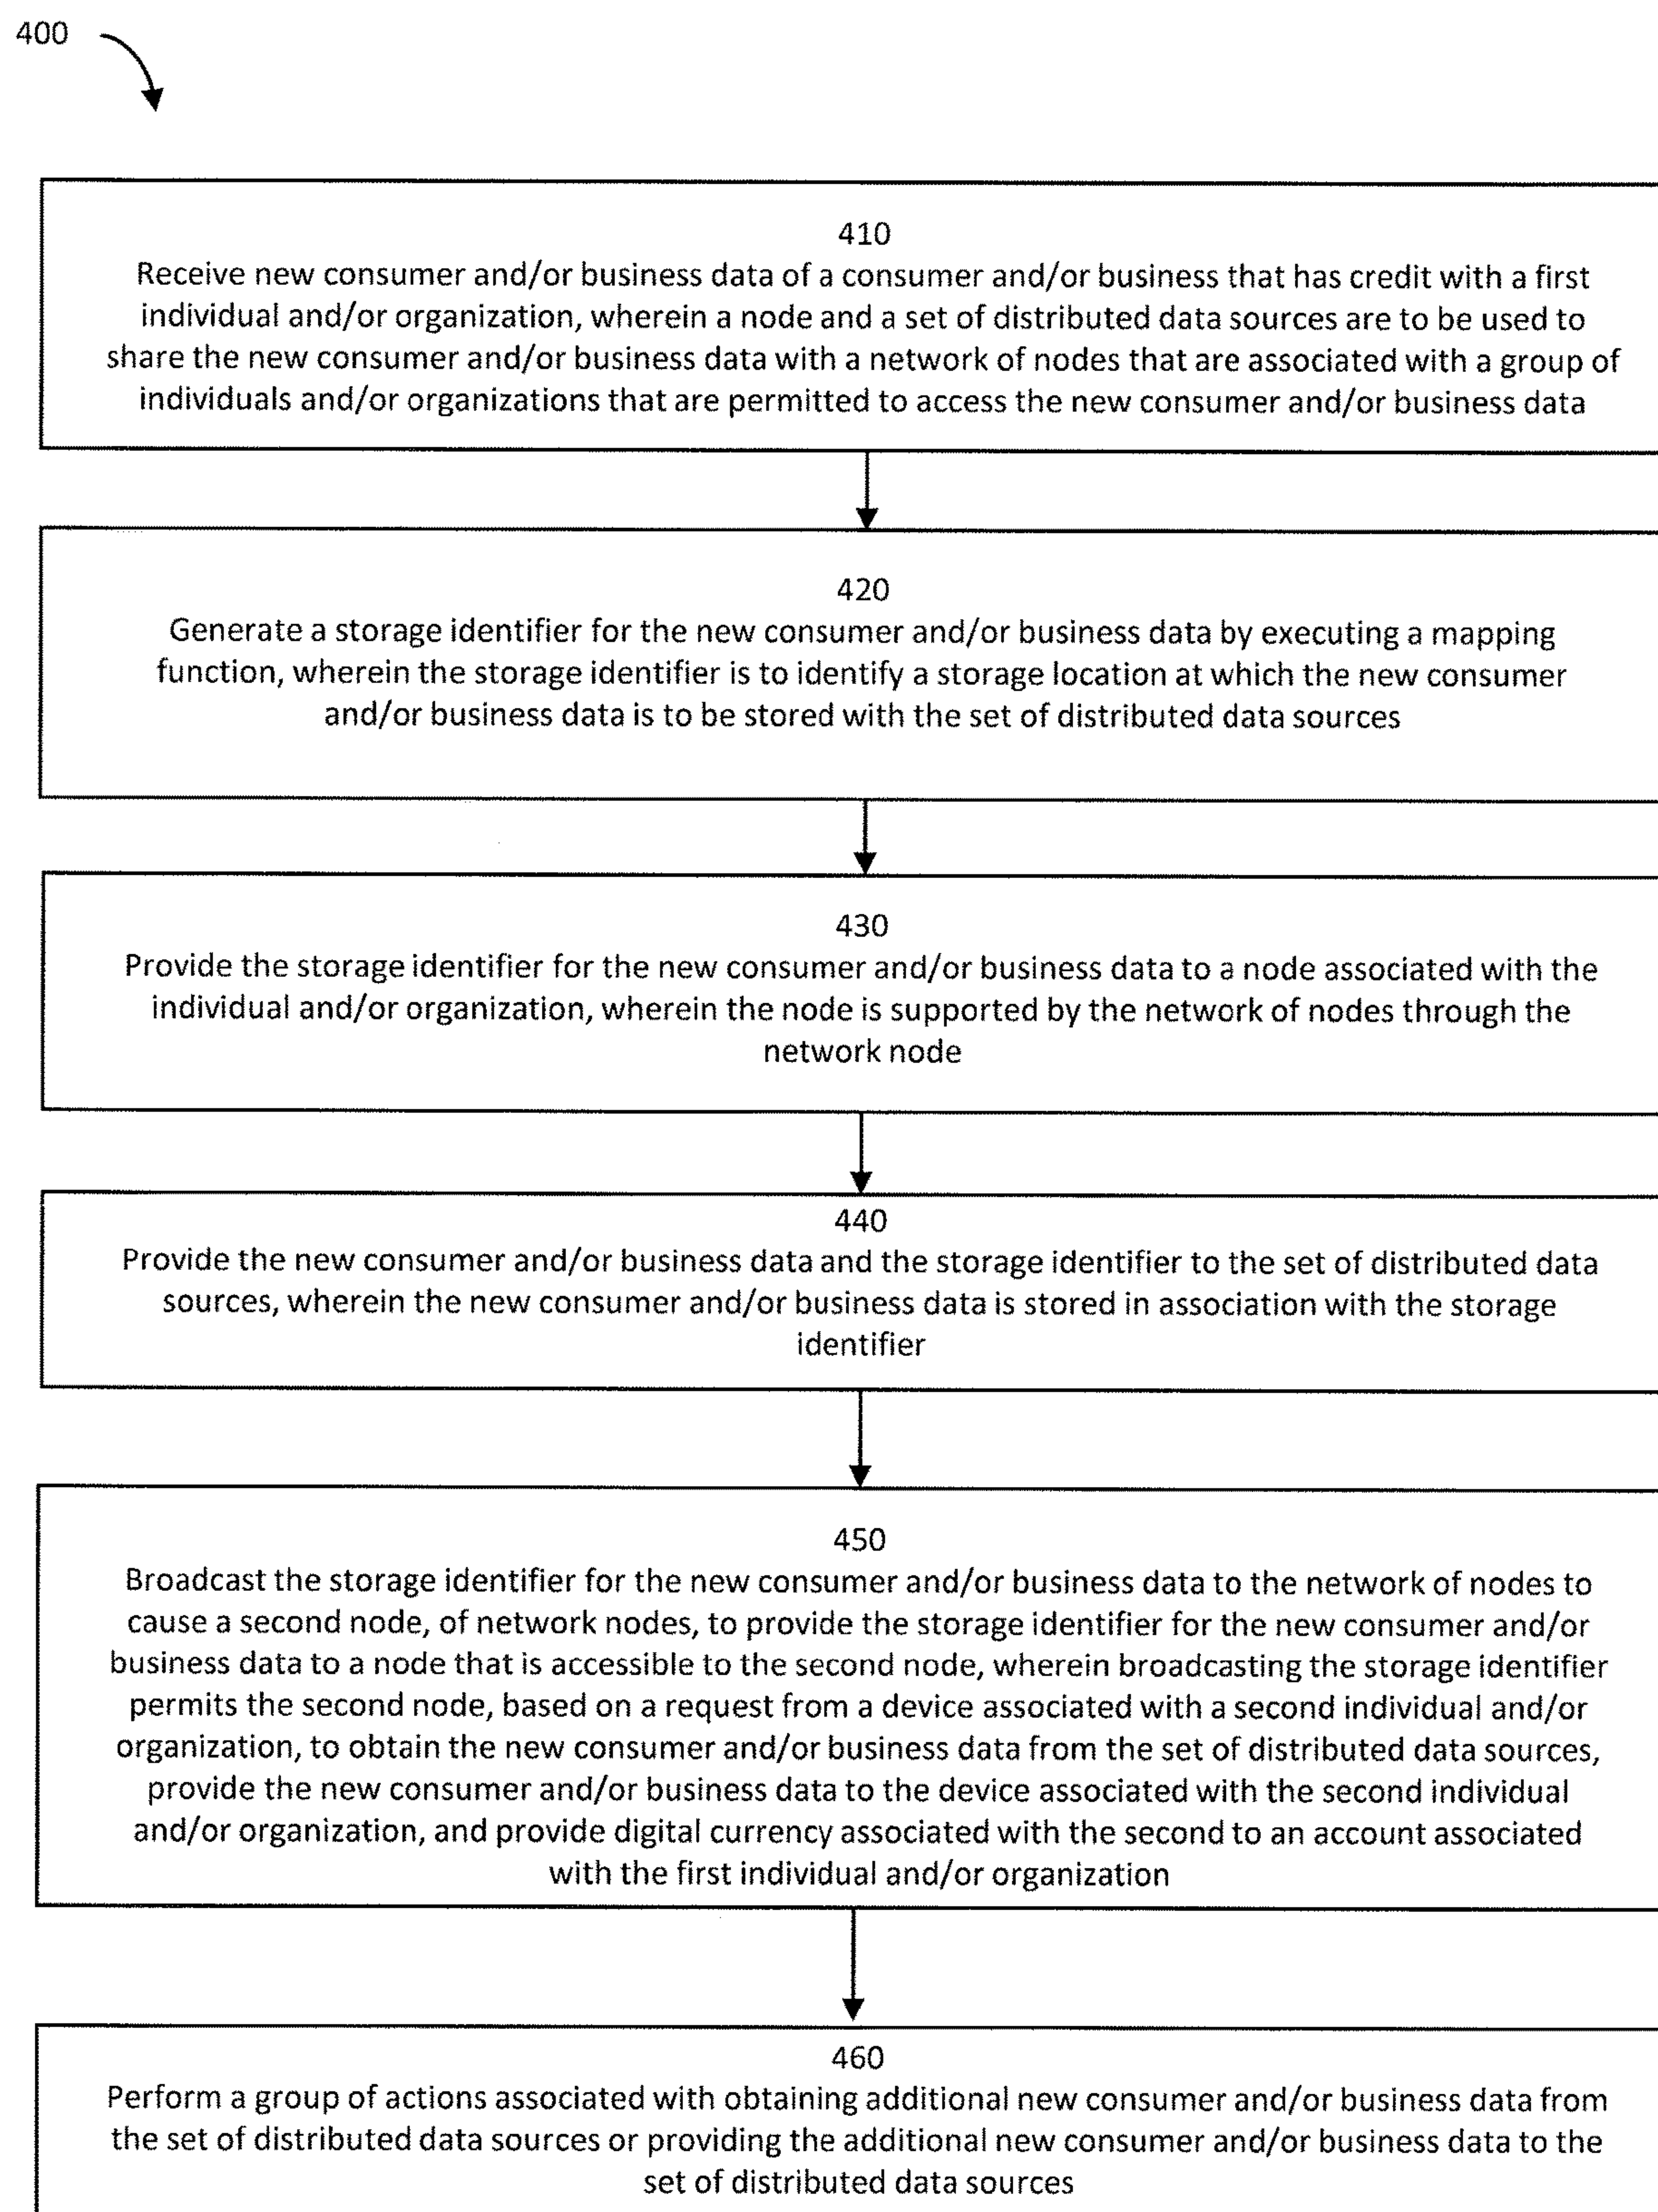 400
410
Receive new consumer and/or business data of a consumer and/or business that has credit with a first
individual and/or organization, wherein a node and a set of distributed data sources are to be used to
share the new consumer and/or business data with a network of nodes that are associated with a group of
individuals and/or organizations that are permitted to access the new consumer and/or business data
420
Generate a storage identifier for the new consumer and/or business data by executing a mapping
function, wherein the storage identifier is to identify a storage location at which the new consumer
and/or business data is to be stored with the set of distributed data sources
430
Provide the storage identifier for the new consumer and/or business data to a node associated with the
individual and/or organization, wherein the node is supported by the network of nodes through the
network node
440
Provide the new consumer and/or business data and the storage identifier to the set of distributed data
sources, wherein the new consumer and/or business data is stored in association with the storage
identifier
450
Broadcast the storage identifier for the new consumer and/or business data to the network of nodes to
cause a second node, of network nodes, to provide the storage identifier for the new consumer and/or
business data to a node that is accessible to the second node, wherein broadcasting the storage identifier
permits the second node, based on a request from a device associated with a second individual and/or
organization, to obtain the new consumer and/or business data from the set of distributed data sources,
provide the new consumer and/or business data to the device associated with the second individual
and/or organization, and provide digital currency associated with the second to an account associated
with the first individual and/or organization
460
Perform a group of actions associated with obtaining additional new consumer and/or business data from
the set of distributed data sources or providing the additional new consumer and/or business data to the
set of distributed data sources